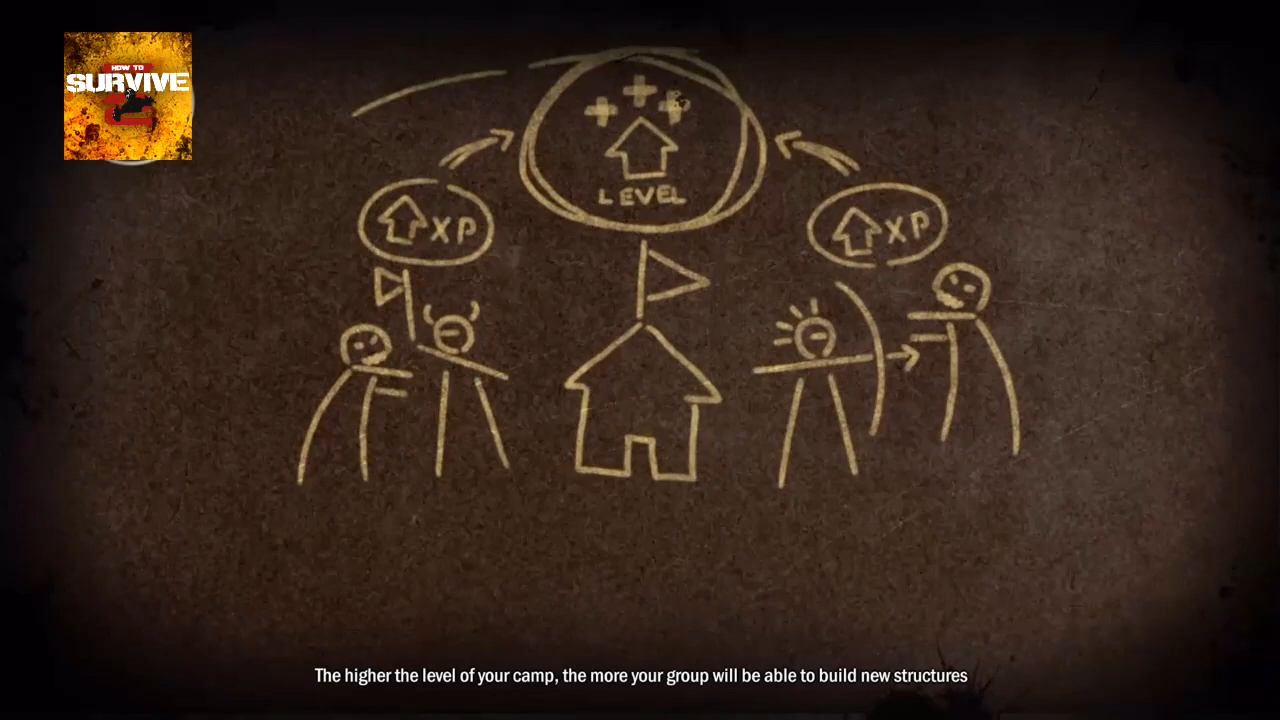 HOW TO
SURVIVE
2
LEVEL
XP
XP
The higher the level of your camp, the more your group will be able to build new structures